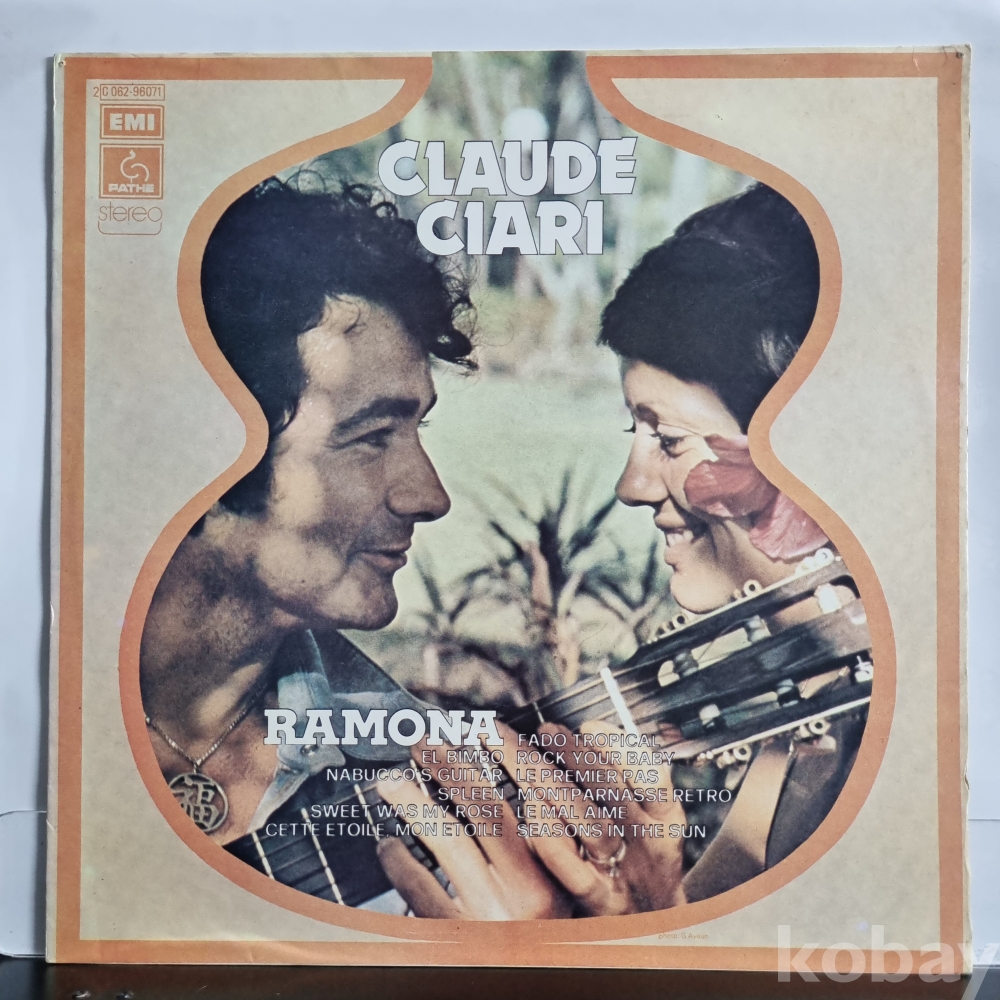 2 C 062-96071
EMI
PATHE
stereo
CLAUDE
CIARI
RAMONA
EL BIMBO
NABUCCO'S GUITAR
SPLEEN
SWEET WAS MY ROSE
CETTE ETOILE, MON ETOILE
FADO TROPICAL
ROCK YOUR BABY
LE PREMIER PAS
MONTPARNASSE RETRO
LE MAL AIME
SEASONS IN THE SUN
福
kobay